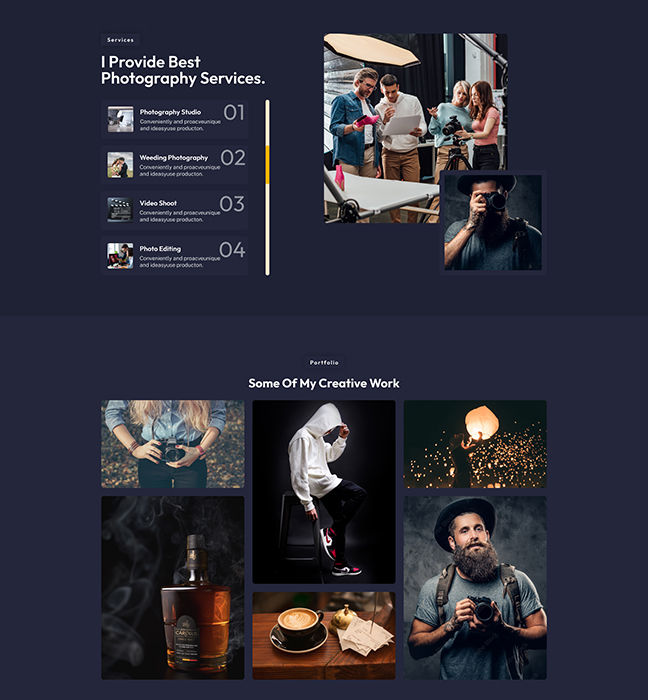 Services
I Provide Best
Photography Services.
Photography Studio
01
Conveniently and proacveunique
and ideasyuse producton.
Weeding Photography
02
Conveniently and proacveunique
and ideasyuse producton.
Video Shoot
03
Conveniently and proacveunique
and ideasyuse producton.
Photo Editing
04
Conveniently and proacveunique
and ideasyuse producton.
Portfolio
Some Of My Creative Work